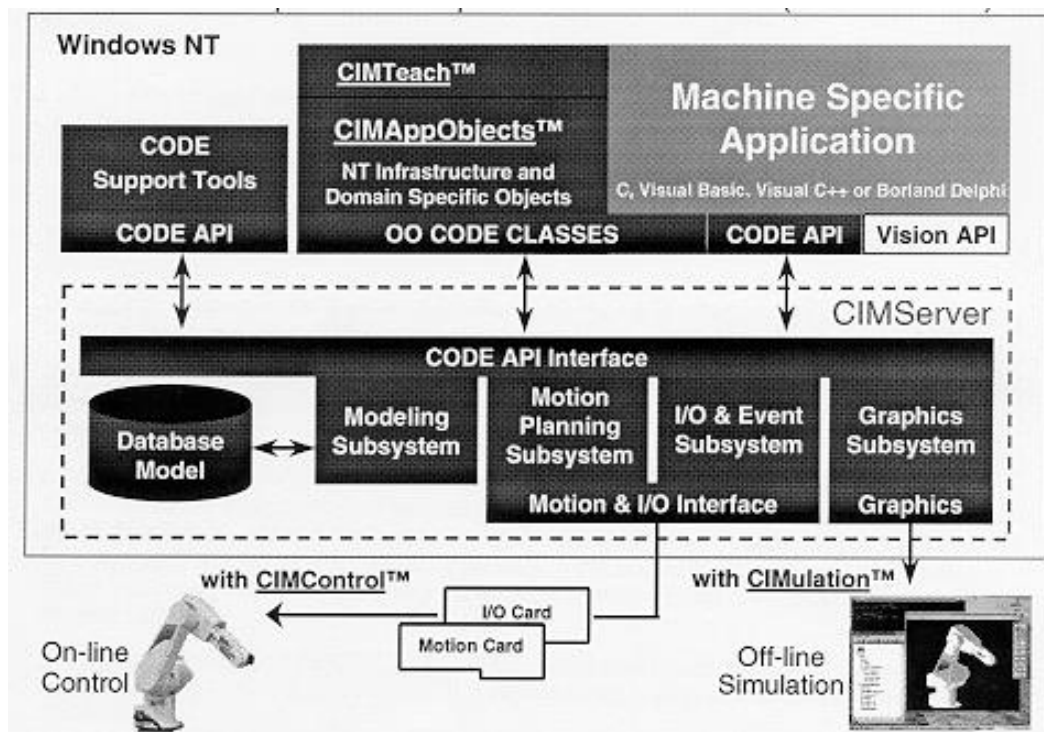 Windows NT
CIMTeach™
CIMAppObjects™
NT Infrastructure and
Domain Specific Objects
OO CODE CLASSES
Machine Specific
Application
C, Visual Basic. Visual C++ or Borland Delphi
CODE API
Vision API
CODE
Support Tools
CODE API
CIMServer
CODE API Interface
Database
Model
Modeling
Subsystem
Motion
Planning
Subsystem
I/O & Event
Subsystem
Graphics
Subsystem
Motion & I/O Interface
Graphics
with CIMControl™
with CIMulation™
I/O Card
Motion Card
On-line
Control
Off-line
Simulation